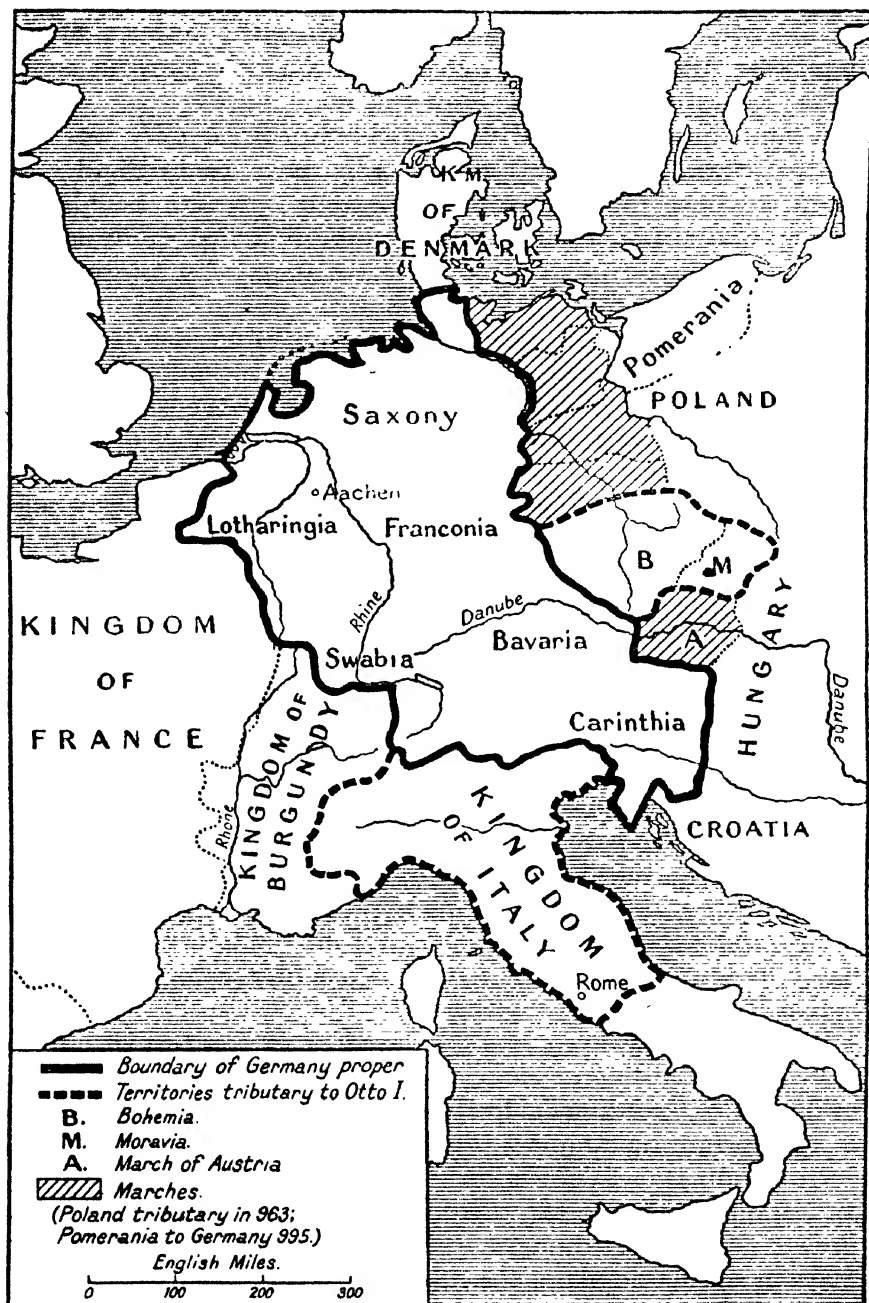 KM.
OF
DENMARK
Pomerania
POLAND
Saxony
Aachen
Lotharingia
Franconia
B
M
Rhine
Danube
KINGDOM
OF
FRANCE
Swabia
Bavaria
A
HUNGARY
Danube
Carinthia
KINGDOM OF
BURGUNDY
Rhone
CROATIA
KINGDOM
OF
ITALY
Rome
Boundary of Germany proper
Territories tributary to Otto I.
B. Bohemia.
M. Moravia.
A. March of Austria
Marches.
(Poland tributary in 963;
Pomerania to Germany 995.)
English Miles.
0 100 200 300